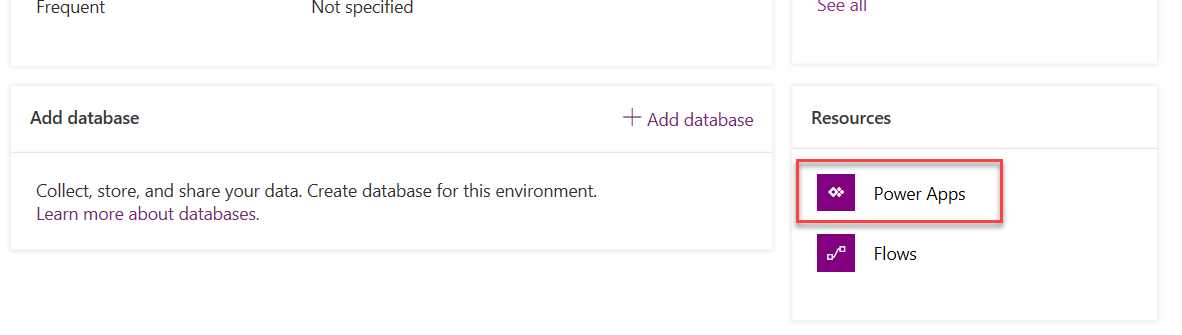 Frequent Not specified
See all
Add database + Add database
Collect, store, and share your data. Create database for this environment.
Learn more about databases.
Resources
Power Apps
Flows